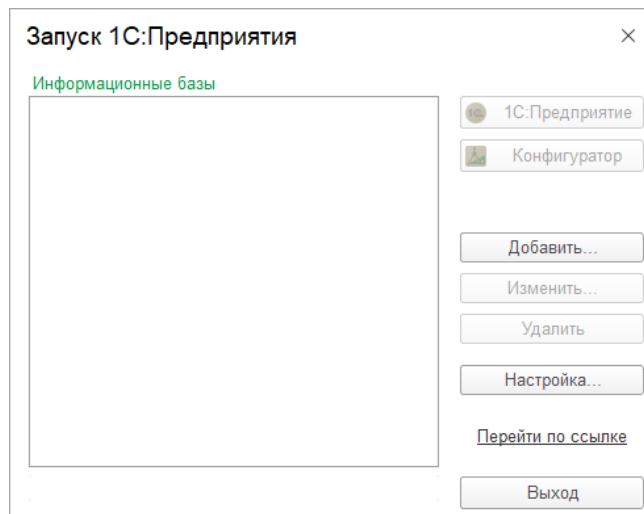 Запуск 1С:Предприятия
Информационные базы
1С:Предприятие
Конфигуратор
Добавить...
Изменить...
Удалить
Настройка...
Перейти по ссылке
Выход